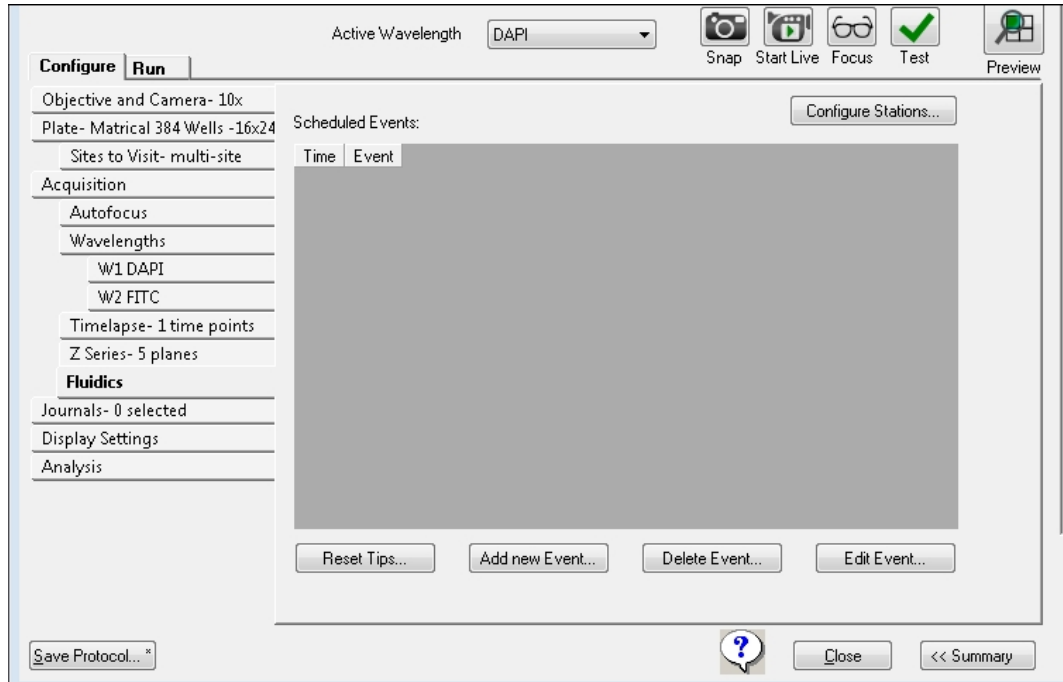 Active Wavelength DAPI
Snap Start Live Focus Test Preview
Configure Run
Objective and Camera- 10x
Plate- Matrical 384 Wells -16x24
Sites to Visit- multi-site
Acquisition
Autofocus
Wavelengths
W1 DAPI
W2 FITC
Timelapse- 1 time points
Z Series- 5 planes
Fluidics
Journals- 0 selected
Display Settings
Analysis
Configure Stations...
Scheduled Events:
Time Event
Reset Tips... Add new Event... Delete Event... Edit Event...
Save Protocol... * ? Close << Summary